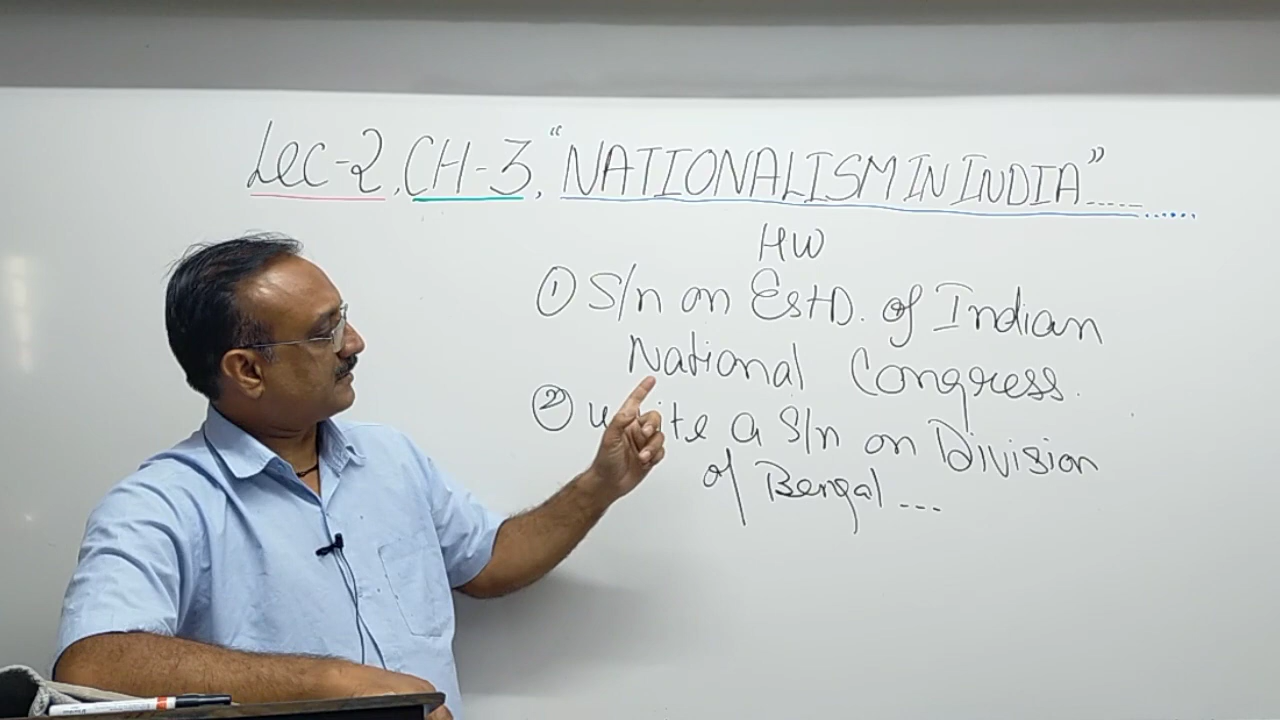 Lec-2, CH-3, "NATIONALISM IN INDIA".....
HW
① S/n on EstD. of Indian
National Congress.
② write a S/n on Division
of Bengal...